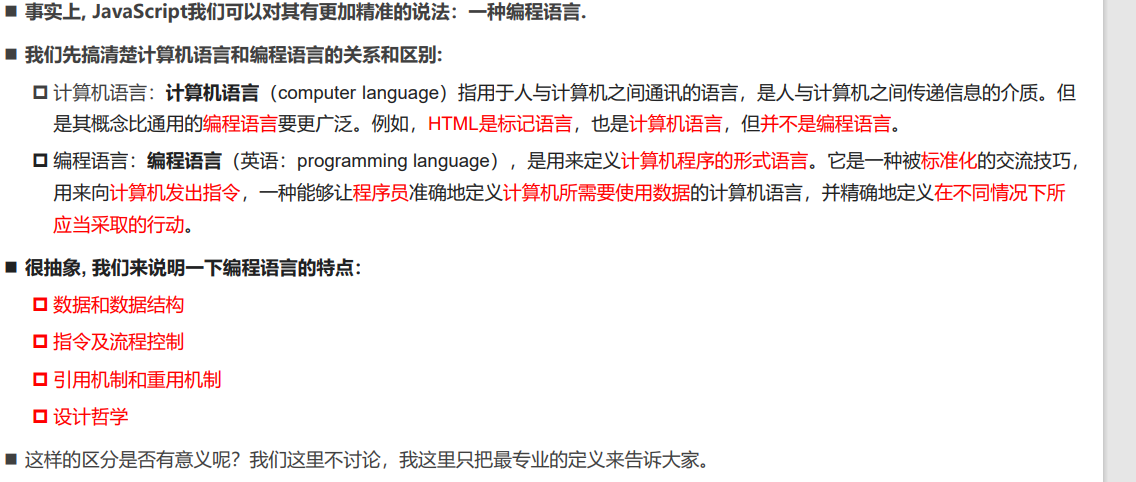 事实上, JavaScript我们可以对其有更加精准的说法：一种编程语言.
我们先搞清楚计算机语言和编程语言的关系和区别:
计算机语言：计算机语言（computer language）指用于人与计算机之间通讯的语言，是人与计算机之间传递信息的介质。但
是其概念比通用的编程语言要更广泛。例如，HTML是标记语言，也是计算机语言，但并不是编程语言。
编程语言：编程语言（英语：programming language），是用来定义计算机程序的形式语言。它是一种被标准化的交流技巧，
用来向计算机发出指令，一种能够让程序员准确地定义计算机所需要使用数据的计算机语言，并精确地定义在不同情况下所
应当采取的行动。
很抽象, 我们来说明一下编程语言的特点：
数据和数据结构
指令及流程控制
引用机制和重用机制
设计哲学
这样的区分是否有意义呢？我们这里不讨论，我这里只把最专业的定义来告诉大家。